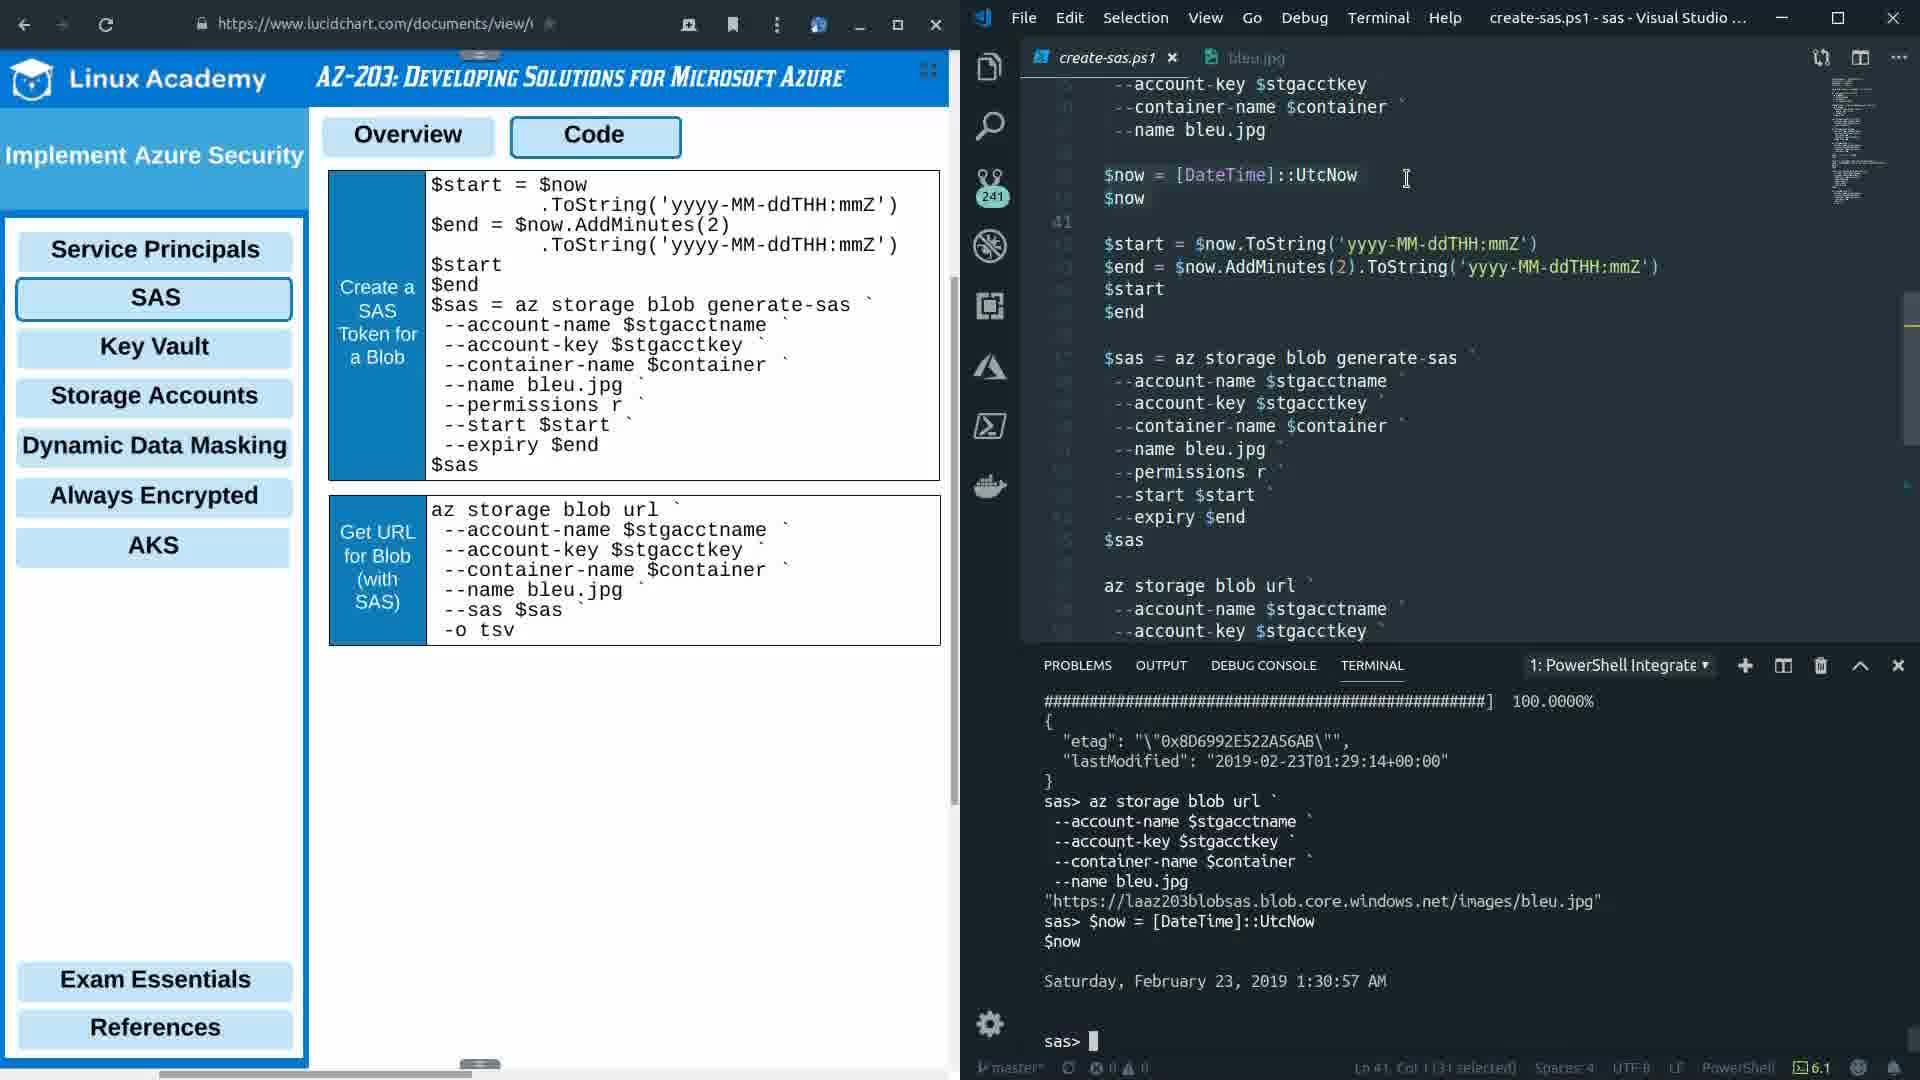 https://www.lucidchart.com/documents/view/
Linux Academy
AZ-203: Developing Solutions for Microsoft Azure
Implement Azure Security
Service Principals
SAS
Key Vault
Storage Accounts
Dynamic Data Masking
Always Encrypted
AKS
Exam Essentials
References
Overview
Code
Create a
SAS
Token for
a Blob
$start = $now
.ToString('yyyy-MM-ddTHH:mmZ')
$end = $now.AddMinutes(2)
.ToString('yyyy-MM-ddTHH:mmZ')
$start
$end
$sas = az storage blob generate-sas `
--account-name $stgacctname `
--account-key $stgacctkey `
--container-name $container `
--name bleu.jpg `
--permissions r `
--start $start `
--expiry $end
$sas
Get URL
for Blob
(with
SAS)
az storage blob url `
--account-name $stgacctname `
--account-key $stgacctkey `
--container-name $container `
--name bleu.jpg `
--sas $sas `
-o tsv
File Edit Selection View Go Debug Terminal Help create-sas.ps1 - sas - Visual Studio ...
create-sas.ps1
bleu.jpg
241
--account-key $stgacctkey
--container-name $container `
--name bleu.jpg
$now = [DateTime]::UtcNow
$now
41
$start = $now.ToString('yyyy-MM-ddTHH:mmZ')
$end = $now.AddMinutes(2).ToString('yyyy-MM-ddTHH:mmZ')
$start
$end
$sas = az storage blob generate-sas `
--account-name $stgacctname `
--account-key $stgacctkey `
--container-name $container `
--name bleu.jpg `
--permissions r `
--start $start `
--expiry $end
$sas
az storage blob url `
--account-name $stgacctname `
--account-key $stgacctkey `
PROBLEMS OUTPUT DEBUG CONSOLE TERMINAL 1: PowerShell Integrate
##################################################] 100.0000%
{
"etag": "\"0x8D6992E522A56AB\"",
"lastModified": "2019-02-23T01:29:14+00:00"
}
sas> az storage blob url `
--account-name $stgacctname `
--account-key $stgacctkey `
--container-name $container `
--name bleu.jpg
"https://laaz203blobsas.blob.core.windows.net/images/bleu.jpg"
sas> $now = [DateTime]::UtcNow
$now
Saturday, February 23, 2019 1:30:57 AM
sas>
master* 0 0 Ln 41, Col 1 (31 selected) Spaces: 4 UTF-8 LF PowerShell 6.1